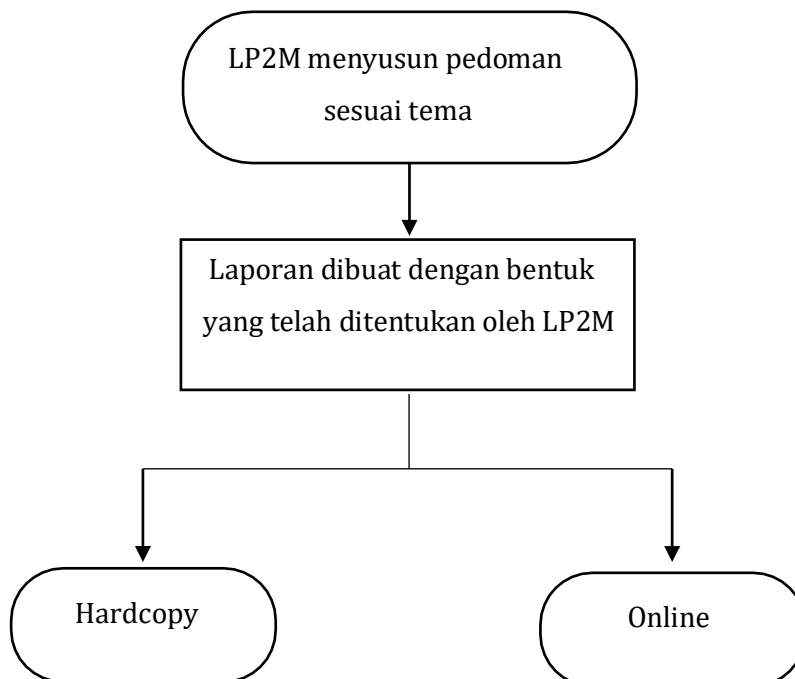 LP2M menyusun pedoman
sesuai tema
Laporan dibuat dengan bentuk
yang telah ditentukan oleh LP2M
Hardcopy
Online